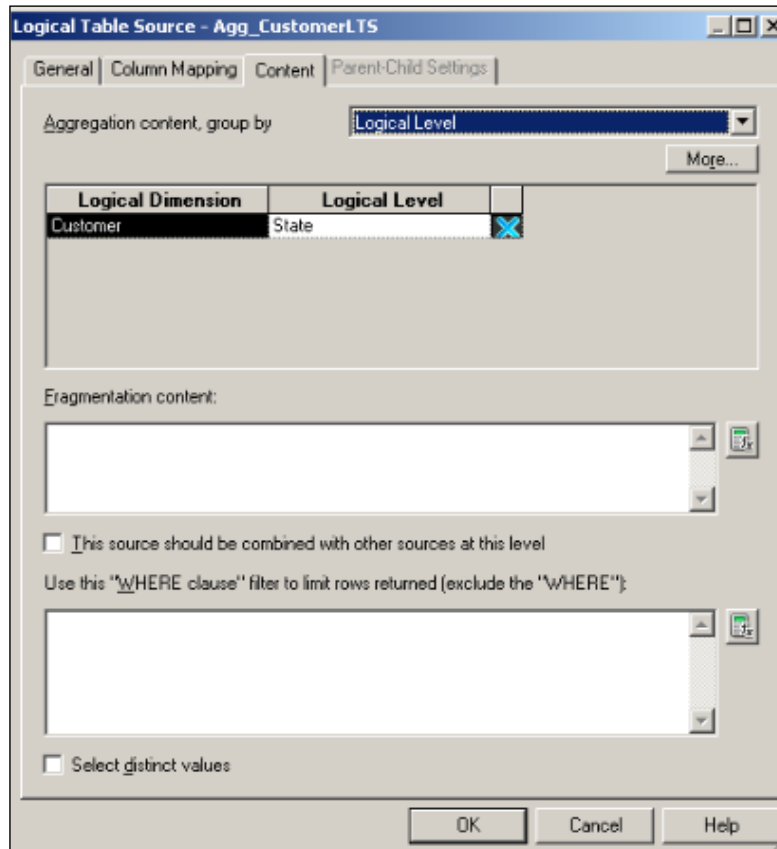 Logical Table Source - Agg_CustomerLTS
General Column Mapping Content Parent-Child Settings
Aggregation content, group by Logical Level
More...
Logical Dimension Logical Level
Customer State
Fragmentation content:
This source should be combined with other sources at this level
Use this "WHERE clause" filter to limit rows returned (exclude the "WHERE"):
Select distinct values
OK Cancel Help